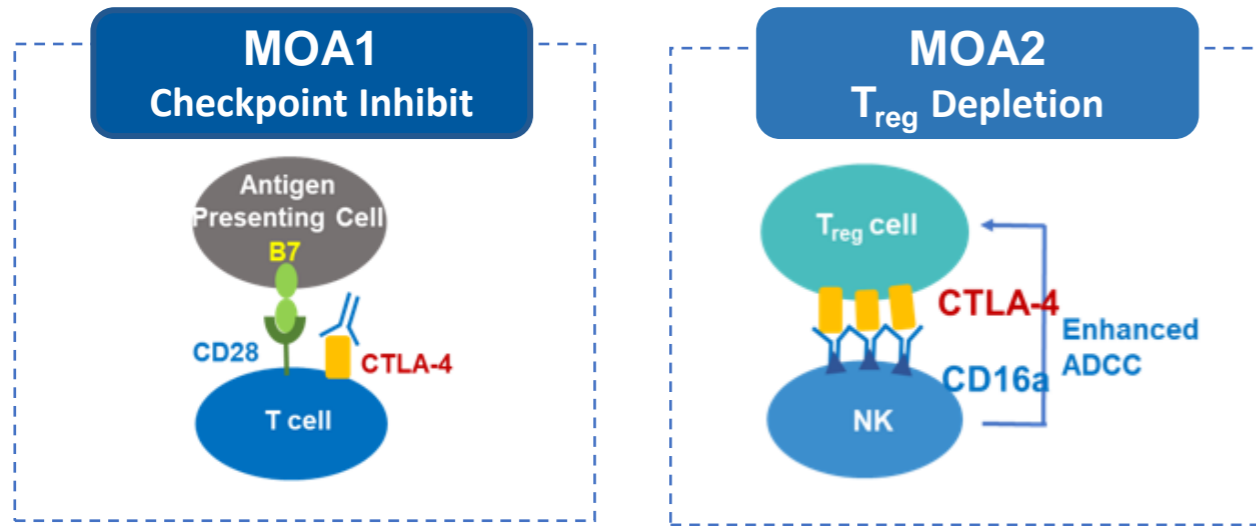 MOA1
Checkpoint Inhibit
Antigen
Presenting Cell
B7
CD28
CTLA-4
T cell
MOA2
Treg Depletion
Treg cell
CTLA-4
Enhanced
ADCC
CD16a
NK